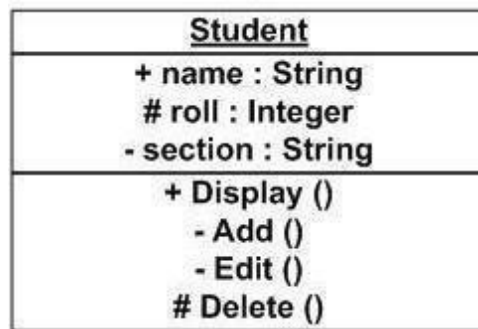 Student
+ name : String
# roll : Integer
- section : String
+ Display ()
- Add ()
- Edit ()
# Delete ()